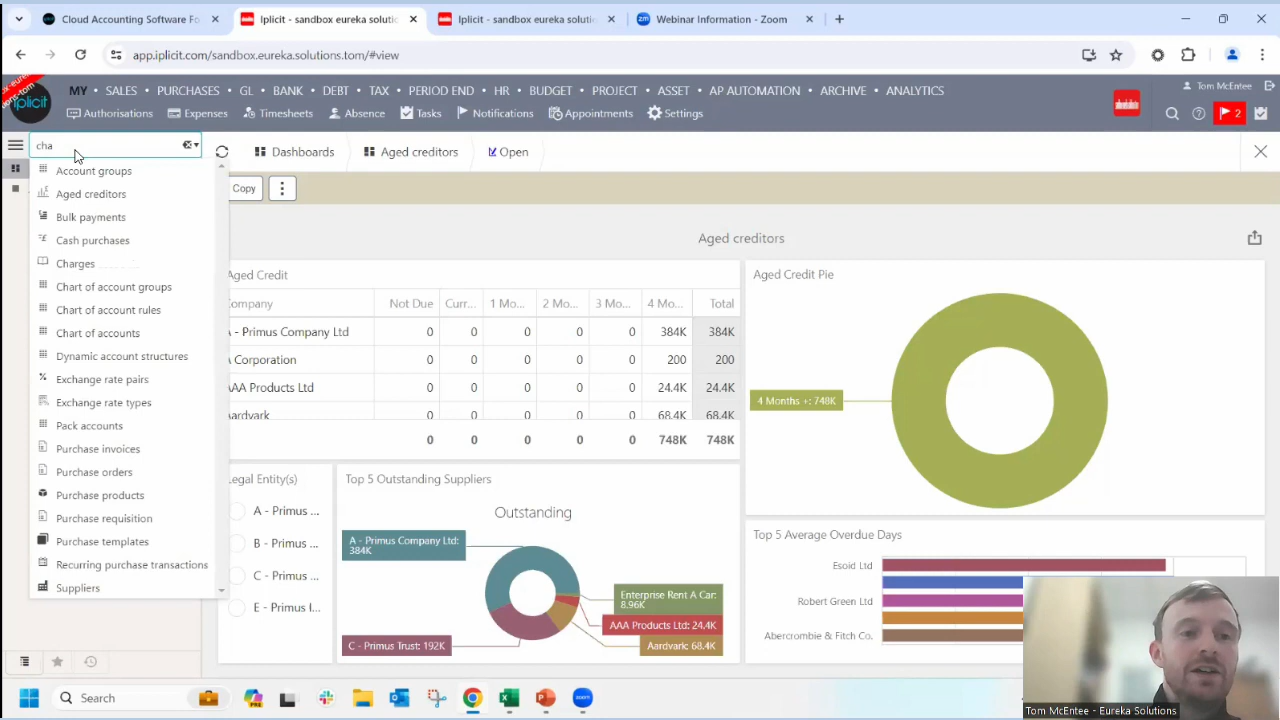 Cloud Accounting Software Fo
Iplicit - sandbox eureka solutio
Iplicit - sandbox eureka solutio
Webinar Information - Zoom
app.iplicit.com/sandbox.eureka.solutions.tom/#view
MY • SALES • PURCHASES • GL • BANK • DEBT • TAX • PERIOD END • HR • BUDGET • PROJECT • ASSET • AP AUTOMATION • ARCHIVE • ANALYTICS
Tom McEntee
Authorisations Expenses Timesheets Absence Tasks Notifications Appointments Settings
2
cha
Dashboards Aged creditors Open
Account groups
Aged creditors
Bulk payments
Cash purchases
Charges
Chart of account groups
Chart of account rules
Chart of accounts
Dynamic account structures
Exchange rate pairs
Exchange rate types
Pack accounts
Purchase invoices
Purchase orders
Purchase products
Purchase requisition
Purchase templates
Recurring purchase transactions
Suppliers
Copy
Aged creditors
Aged Credit
Company Not Due Curr... 1 Mo... 2 Mo... 3 Mo... 4 Mo... Total
A - Primus Company Ltd 0 0 0 0 0 384K 384K
A Corporation 0 0 0 0 0 200 200
AAA Products Ltd 0 0 0 0 0 24.4K 24.4K
Aardvark 0 0 0 0 0 68.4K 68.4K
0 0 0 0 0 748K 748K
Aged Credit Pie
4 Months +: 748K
Legal Entity(s)
A - Primus ...
B - Primus ...
C - Primus ...
E - Primus I...
Top 5 Outstanding Suppliers
Outstanding
A - Primus Company Ltd:
384K
C - Primus Trust: 192K
Enterprise Rent A Car:
8.96K
AAA Products Ltd: 24.4K
Aardvark: 68.4K
Top 5 Average Overdue Days
Esoid Ltd
Robert Green Ltd
Abercrombie & Fitch Co.
Search
Tom McEntee - Eureka Solutions